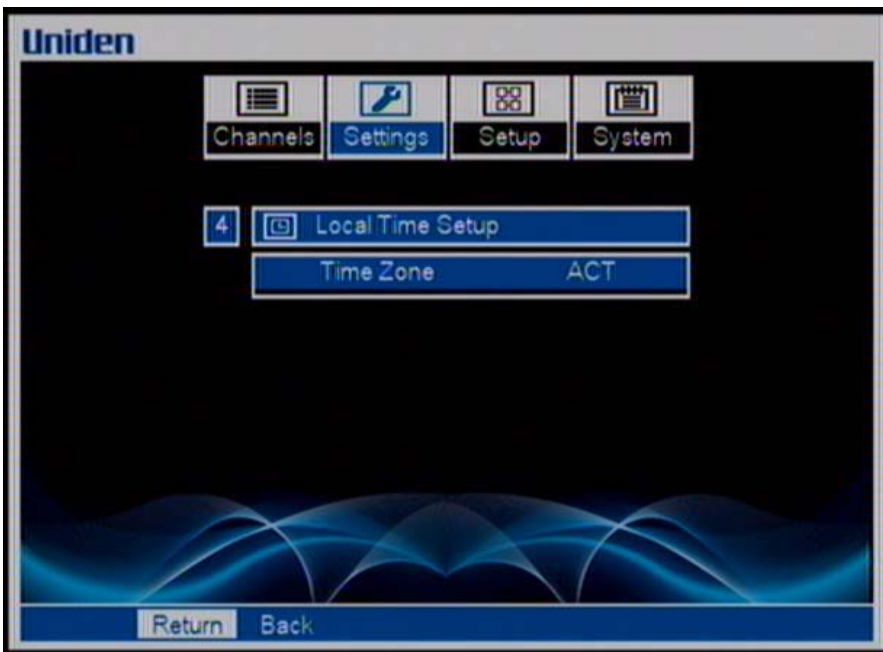 Uniden
Channels Settings Setup System
4 Local Time Setup
Time Zone ACT
Return Back